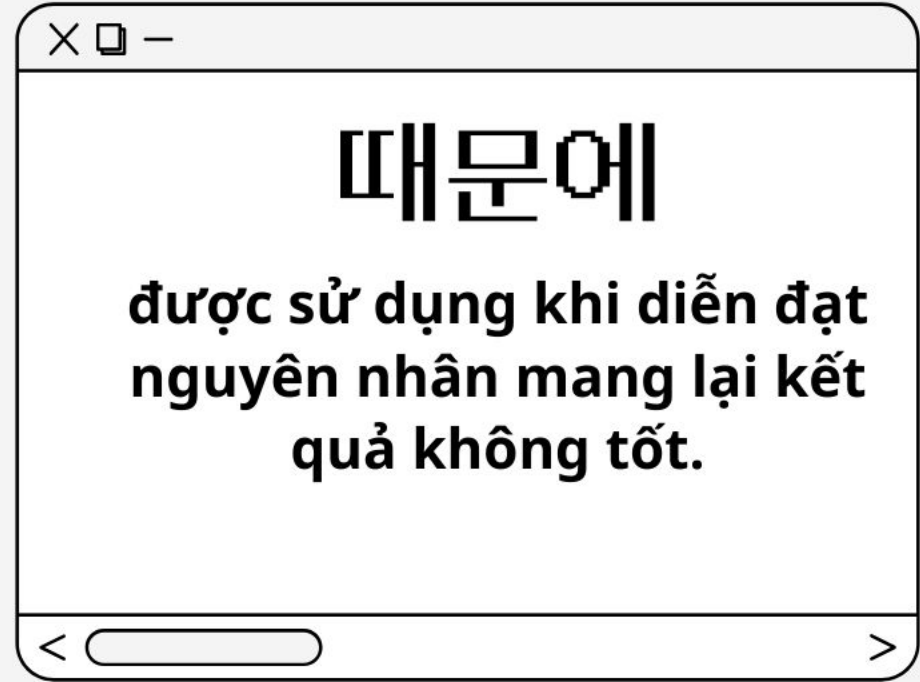 때문에
được sử dụng khi diễn đạt
nguyên nhân mang lại kết
quả không tốt.